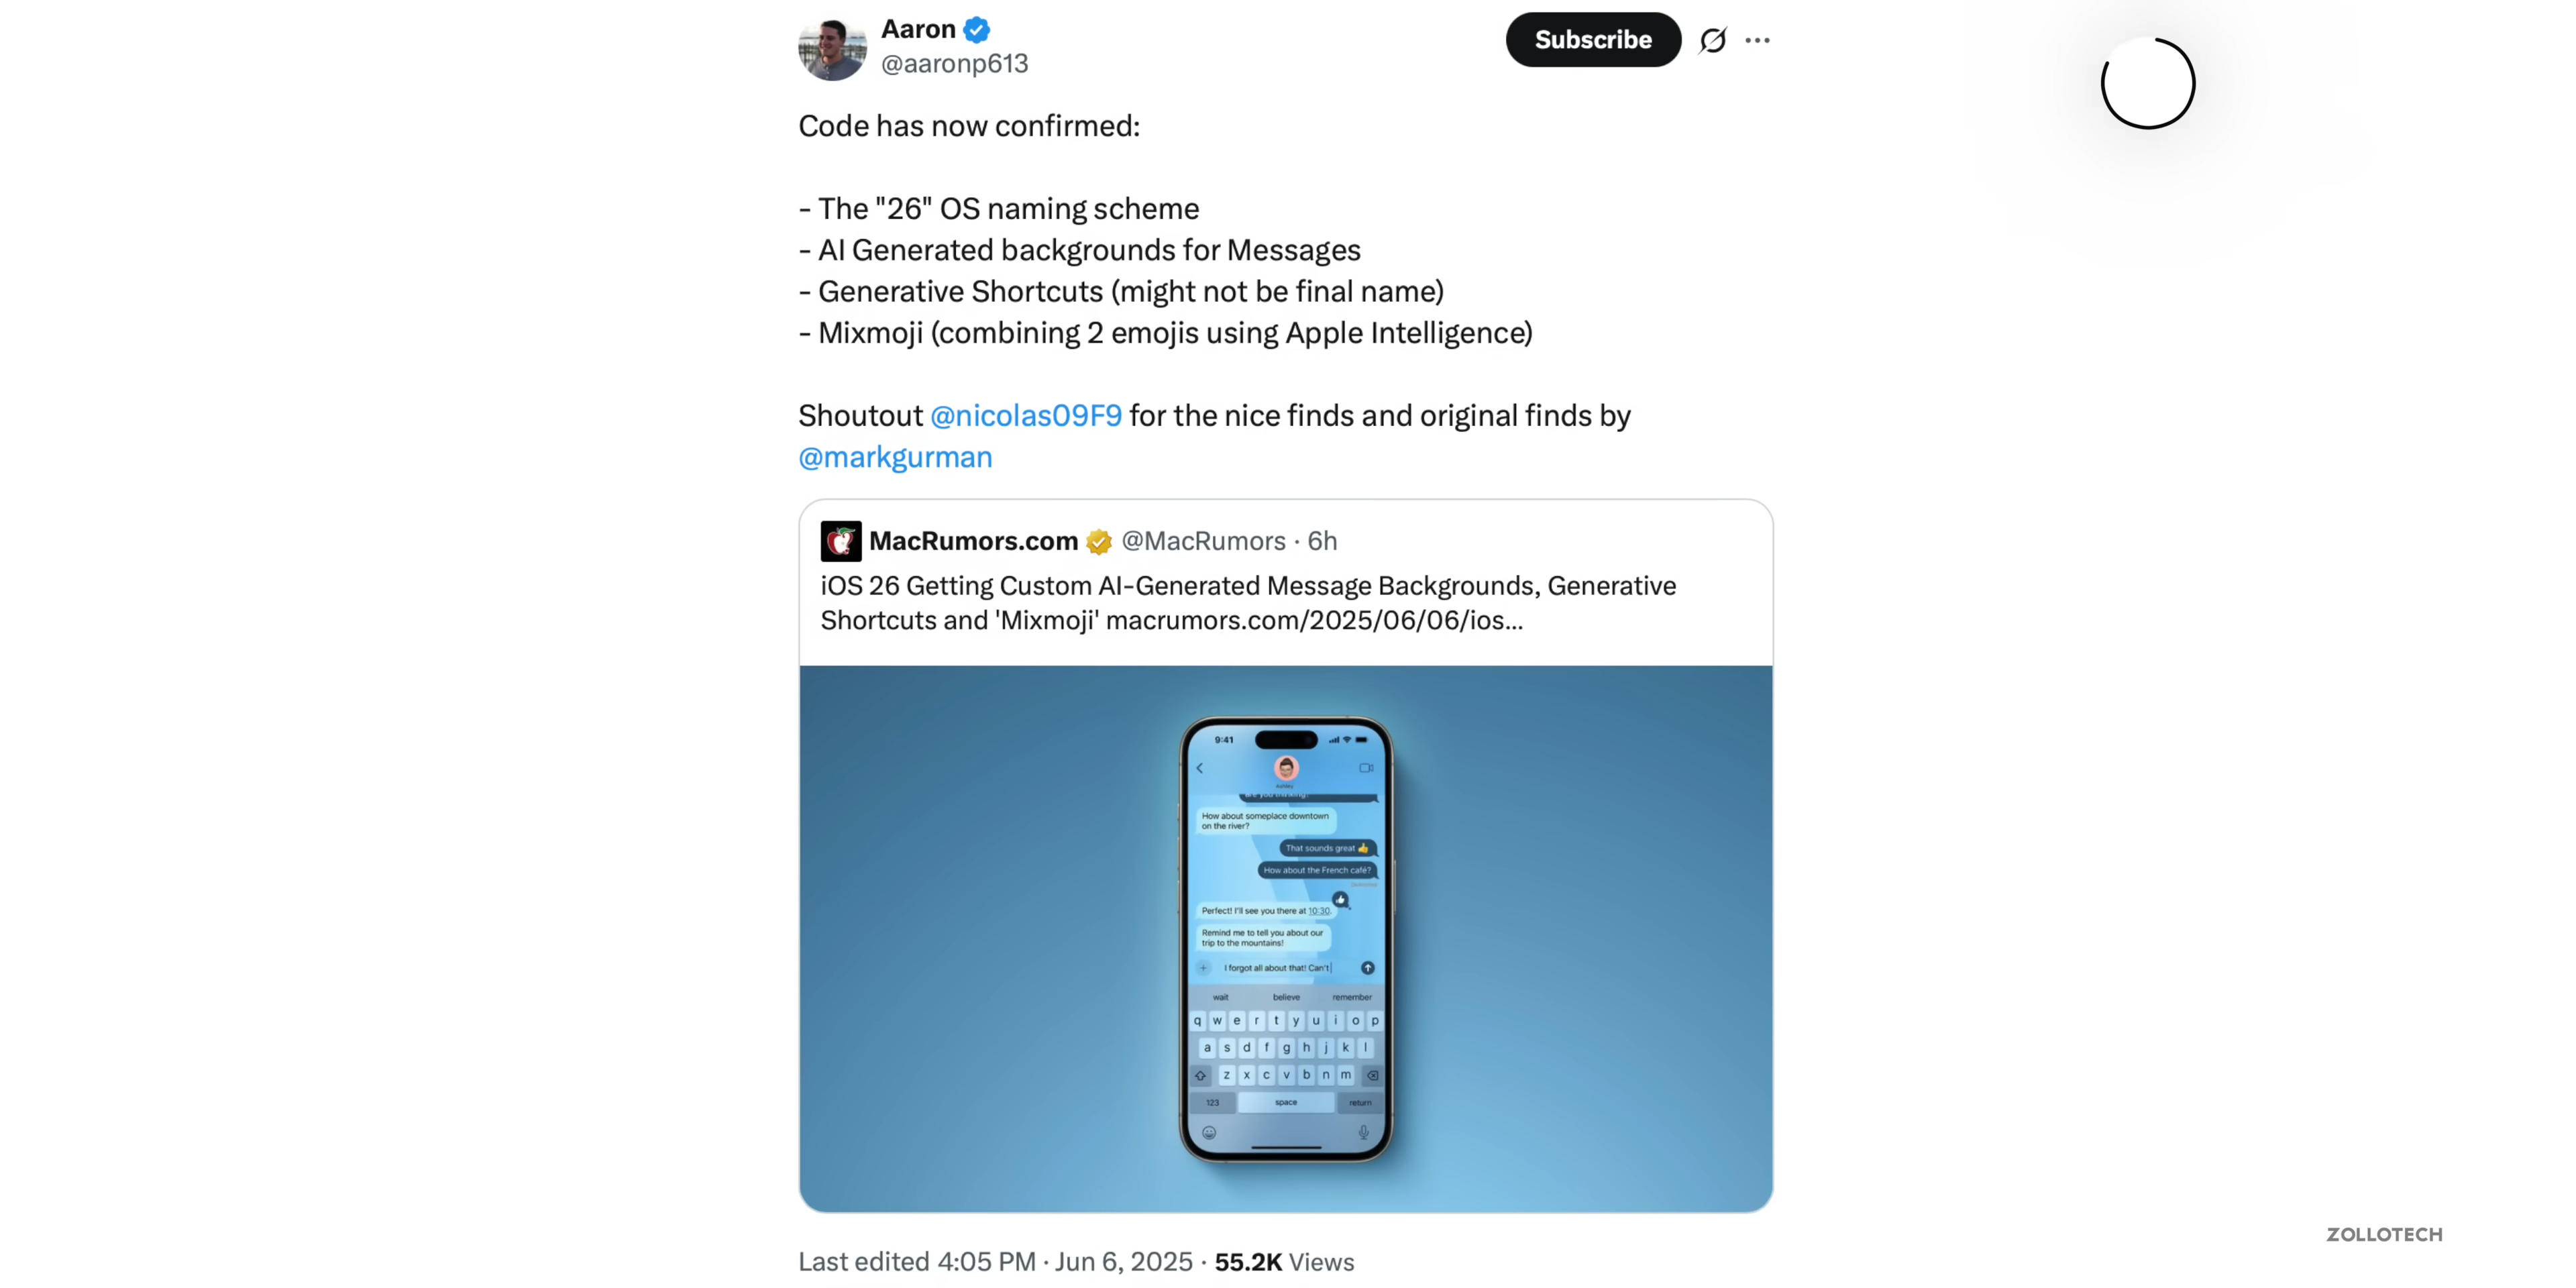 Aaron
@aaronp613
Subscribe
Code has now confirmed:
- The "26" OS naming scheme
- AI Generated backgrounds for Messages
- Generative Shortcuts (might not be final name)
- Mixmoji (combining 2 emojis using Apple Intelligence)
Shoutout @nicolas09F9 for the nice finds and original finds by
@markgurman
MacRumors.com @MacRumors · 6h
iOS 26 Getting Custom AI-Generated Message Backgrounds, Generative
Shortcuts and 'Mixmoji' macrumors.com/2025/06/06/ios...
9:41
How about someplace downtown
on the river?
That sounds great 👍
How about the French café?
Perfect! I'll see you there at 10:30.
Remind me to tell you about our
trip to the mountains!
I forgot all about that! Can't
wait believe remember
q w e r t y u i o p
a s d f g h j k l
z x c v b n m
123 space return
Last edited 4:05 PM · Jun 6, 2025 · 55.2K Views
ZOLLOTECH